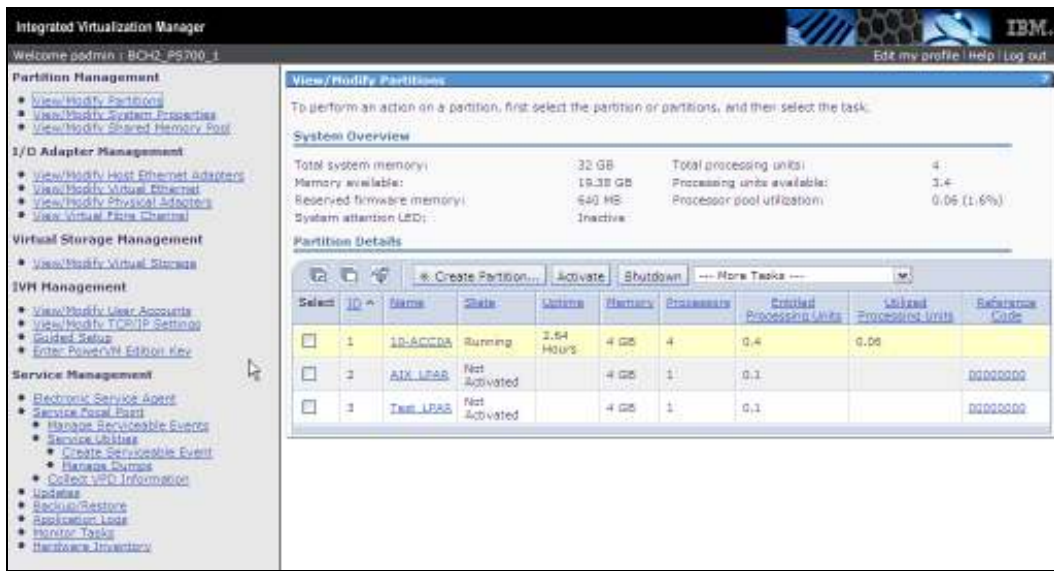 Integrated Virtualization Manager
IBM.
Welcome padmin : BCH2_PS700_1
Edit my profile | Help | Log out
Partition Management
View/Modify Partitions
View/Modify System Properties
View/Modify Shared Memory Pool
I/O Adapter Management
View/Modify Host Ethernet Adapters
View/Modify Virtual Ethernet
View/Modify Physical Adapters
View Virtual Fibre Channel
Virtual Storage Management
View/Modify Virtual Storage
IVM Management
View/Modify User Accounts
View/Modify TCP/IP Settings
Guided Setup
Enter PowerVM Edition Key
Service Management
Electronic Service Agent
Service Focal Point
Manage Serviceable Events
Service Utilities
Create Serviceable Event
Manage Dumps
Collect VPD Information
Updates
Backup/Restore
Application Logs
Monitor Tasks
Hardware Inventory
View/Modify Partitions ?
To perform an action on a partition, first select the partition or partitions, and then select the task.
System Overview
Total system memory: 32 GB Total processing units: 4
Memory available: 19.38 GB Processing units available: 3.4
Reserved firmware memory: 640 MB Processor pool utilization: 0.06 (1.6%)
System attention LED: Inactive
Partition Details
Create Partition... Activate Shutdown --- More Tasks ---
Select ID Name State Uptime Memory Processors Entitled Processing Units Utilized Processing Units Reference Code
1 10-ACCDA Running 2.64 Hours 4 GB 4 0.4 0.06
2 AIX_LPAR Not Activated 4 GB 1 0.1 00000000
3 Test_LPAR Not Activated 4 GB 1 0.1 00000000